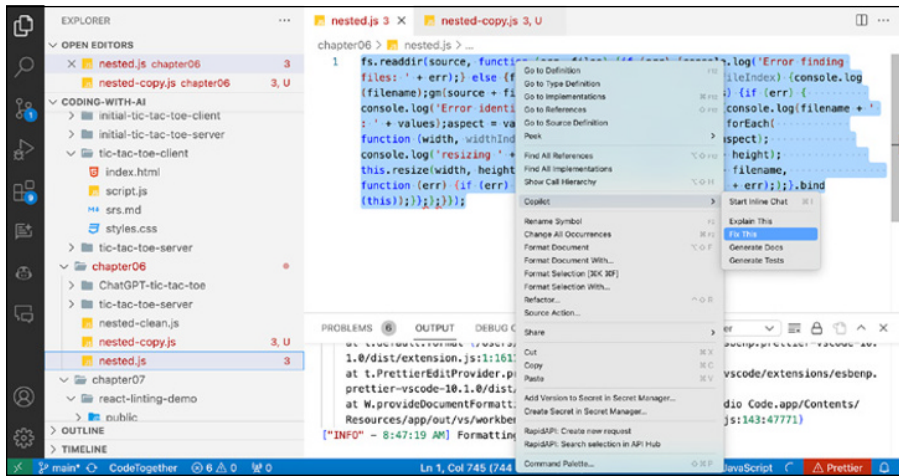 EXPLORER
OPEN EDITORS
nested.js chapter06 3
nested-copy.js chapter06 3, U
CODING-WITH-AI
initial-tic-tac-toe-client
initial-tic-tac-toe-server
tic-tac-toe-client
index.html
script.js
srs.md
styles.css
tic-tac-toe-server
chapter06
ChatGPT-tic-tac-toe
tic-tac-toe-server
nested-clean.js
nested-copy.js 3, U
nested.js 3
chapter07
react-linting-demo
public
OUTLINE
TIMELINE
nested.js 3
nested-copy.js 3, U
chapter06 > nested.js > ...
1 fs.readdir(source, function
console.log('Error finding
files: ' + err);} else {f
ileIndex) {console.log
(filename);gm(source + fi
) {if (err) {
console.log('Error identi
console.log(filename + '
: ' + values);aspect = va
forEach(
function (width, widthInd
spect);
console.log('resizing ' +
height);
this.resize(width, height
filename,
function (err) {if (err)
+ err);});}.bind
(this));}});});}});
Go to Definition
Go to Type Definition
Go to Implementations
Go to References
Go to Source Definition
Peek
Find All References
Find All Implementations
Show Call Hierarchy
Copilot
Rename Symbol
Change All Occurrences
Format Document
Format Document With...
Format Selection [⌘K ⌘F]
Format Selection With...
Refactor...
Source Action...
Share
Cut ⌘X
Copy ⌘C
Paste ⌘V
Add Version to Secret in Secret Manager...
Create Secret in Secret Manager...
RapidAPI: Create new request
RapidAPI: Search selection in API Hub
Command Palette...
Start Inline Chat ⌘I
Explain This
Fix This
Generate Docs
Generate Tests
PROBLEMS 6 OUTPUT DEBUG C
1.0/dist/extension.js:1:161
at t.PrettierEditProvider.p
vscode/extensions/esbenp.
prettier-vscode-10.1.0/dist/
at W.provideDocumentFormatti
dio Code.app/Contents/
Resources/app/out/vs/workben
js:143:47771)
["INFO" - 8:47:19 AM] Formatting
main* CodeTogether 6 0 0 Ln 1, Col 745 (744 JavaScript Prettier